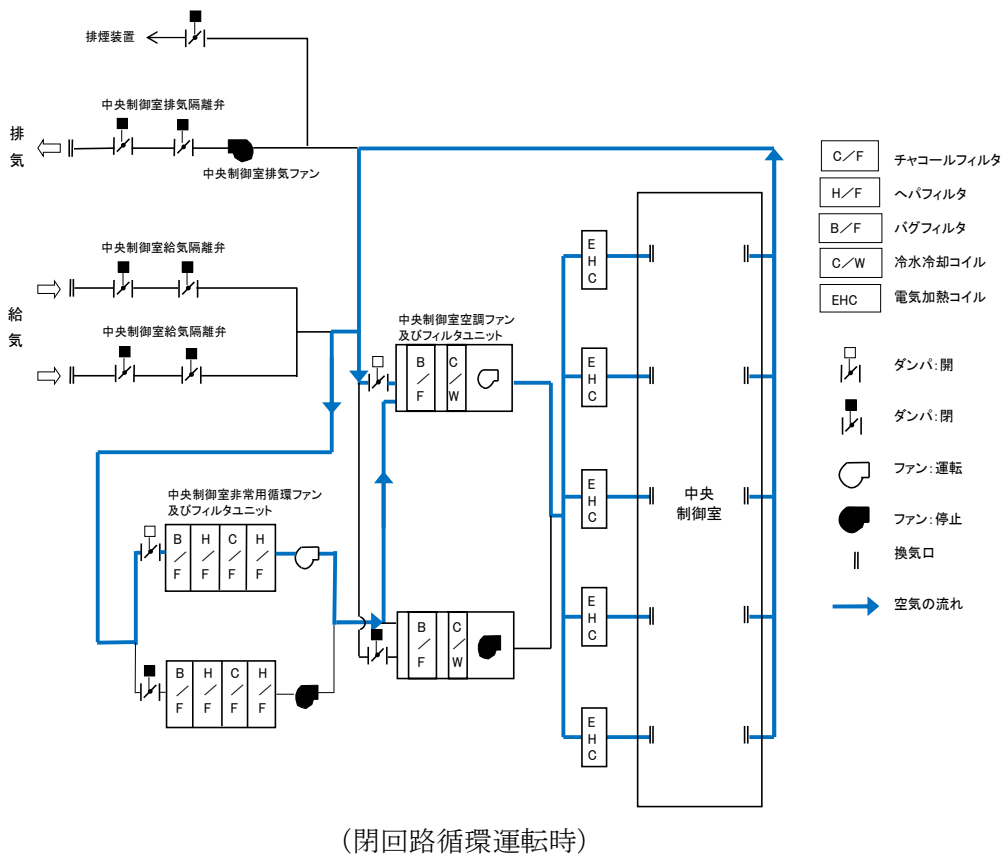 排煙装置
中央制御室排気隔離弁
排
気
中央制御室排気ファン
中央制御室給気隔離弁
給
気
中央制御室給気隔離弁
中央制御室空調ファン
及びフィルタユニット
B/F
C/W
中央制御室非常用循環ファン
及びフィルタユニット
B/F
H/F
C/F
H/F
B/F
H/F
C/F
H/F
B/F
C/W
EHC
EHC
EHC
EHC
EHC
中央
制御室
C/F チャコールフィルタ
H/F ヘパフィルタ
B/F バグフィルタ
C/W 冷水冷却コイル
EHC 電気加熱コイル
ダンパ:開
ダンパ:閉
ファン:運転
ファン:停止
換気口
空気の流れ
(閉回路循環運転時)